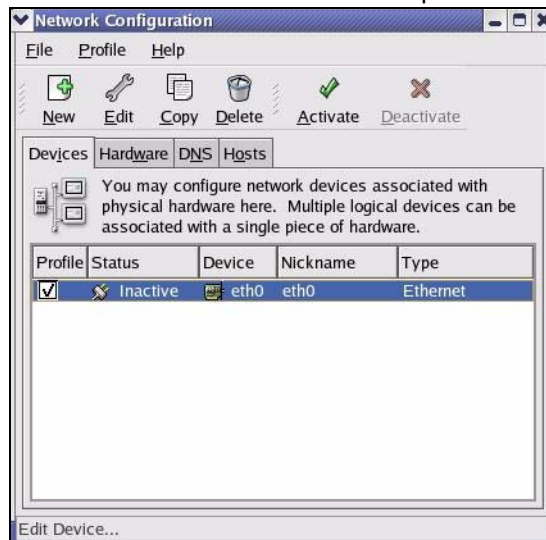 Network Configuration
File Profile Help
New Edit Copy Delete Activate Deactivate
Devices Hardware DNS Hosts
You may configure network devices associated with
physical hardware here. Multiple logical devices can be
associated with a single piece of hardware.
Profile Status Device Nickname Type
Inactive eth0 eth0 Ethernet
Edit Device...